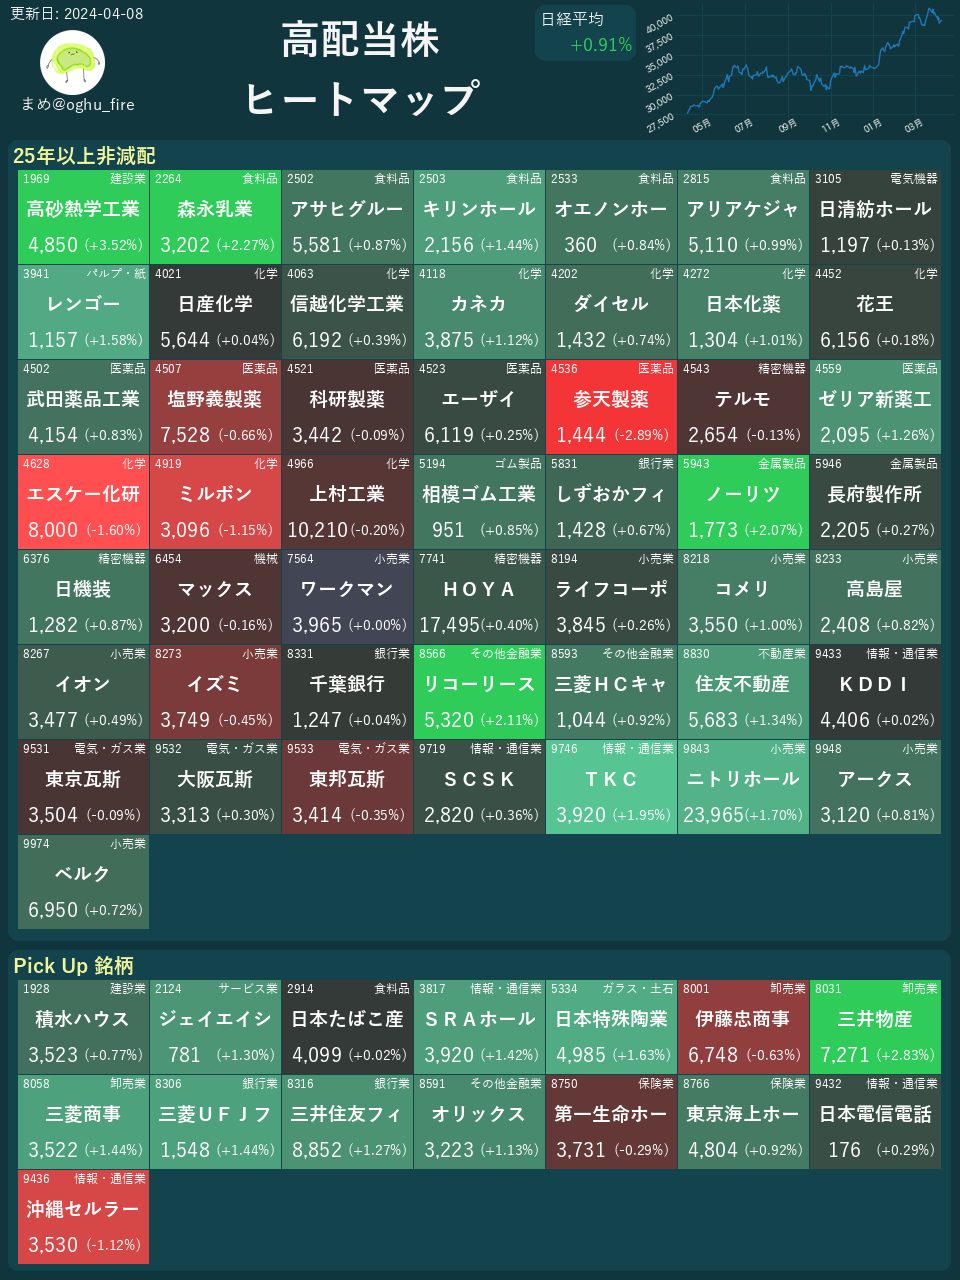 更新日: 2024-04-08
まめ@oghu_fire
高配当株
ヒートマップ
日経平均
+0.91%
40,000
37,500
35,000
32,500
30,000
27,500
05月 07月 09月 11月 01月 03月
25年以上非減配
1969 建設業
高砂熱学工業
4,850 (+3.52%)
2264 食料品
森永乳業
3,202 (+2.27%)
2502 食料品
アサヒグルー
5,581 (+0.87%)
2503 食料品
キリンホール
2,156 (+1.44%)
2533 食料品
オエノンホー
360 (+0.84%)
2815 食料品
アリアケジャ
5,110 (+0.99%)
3105 電気機器
日清紡ホール
1,197 (+0.13%)
3941 パルプ・紙
レンゴー
1,157 (+1.58%)
4021 化学
日産化学
5,644 (+0.04%)
4063 化学
信越化学工業
6,192 (+0.39%)
4118 化学
カネカ
3,875 (+1.12%)
4202 化学
ダイセル
1,432 (+0.74%)
4272 化学
日本化薬
1,304 (+1.01%)
4452 化学
花王
6,156 (+0.18%)
4502 医薬品
武田薬品工業
4,154 (+0.83%)
4507 医薬品
塩野義製薬
7,528 (-0.66%)
4521 医薬品
科研製薬
3,442 (-0.09%)
4523 医薬品
エーザイ
6,119 (+0.25%)
4536 医薬品
参天製薬
1,444 (-2.89%)
4543 精密機器
テルモ
2,654 (-0.13%)
4559 医薬品
ゼリア新薬工
2,095 (+1.26%)
4628 化学
エスケー化研
8,000 (-1.60%)
4919 化学
ミルボン
3,096 (-1.15%)
4966 化学
上村工業
10,210 (-0.20%)
5194 ゴム製品
相模ゴム工業
951 (+0.85%)
5831 銀行業
しずおかフィ
1,428 (+0.67%)
5943 金属製品
ノーリツ
1,773 (+2.07%)
5946 金属製品
長府製作所
2,205 (+0.27%)
6376 精密機器
日機装
1,282 (+0.87%)
6454 機械
マックス
3,200 (-0.16%)
7564 小売業
ワークマン
3,965 (+0.00%)
7741 精密機器
ＨＯＹＡ
17,495 (+0.40%)
8194 小売業
ライフコーポ
3,845 (+0.26%)
8218 小売業
コメリ
3,550 (+1.00%)
8233 小売業
高島屋
2,408 (+0.82%)
8267 小売業
イオン
3,477 (+0.49%)
8273 小売業
イズミ
3,749 (-0.45%)
8331 銀行業
千葉銀行
1,247 (+0.04%)
8566 その他金融業
リコーリース
5,320 (+2.11%)
8593 その他金融業
三菱ＨＣキャ
1,044 (+0.92%)
8830 不動産業
住友不動産
5,683 (+1.34%)
9433 情報・通信業
ＫＤＤＩ
4,406 (+0.02%)
9531 電気・ガス業
東京瓦斯
3,504 (-0.09%)
9532 電気・ガス業
大阪瓦斯
3,313 (+0.30%)
9533 電気・ガス業
東邦瓦斯
3,414 (-0.35%)
9719 情報・通信業
ＳＣＳＫ
2,820 (+0.36%)
9746 情報・通信業
ＴＫＣ
3,920 (+1.95%)
9843 小売業
ニトリホール
23,965 (+1.70%)
9948 小売業
アークス
3,120 (+0.81%)
9974 小売業
ベルク
6,950 (+0.72%)
Pick Up 銘柄
1928 建設業
積水ハウス
3,523 (+0.77%)
2124 サービス業
ジェイエイシ
781 (+1.30%)
2914 食料品
日本たばこ産
4,099 (+0.02%)
3817 情報・通信業
ＳＲＡホール
3,920 (+1.42%)
5334 ガラス・土石
日本特殊陶業
4,985 (+1.63%)
8001 卸売業
伊藤忠商事
6,748 (-0.63%)
8031 卸売業
三井物産
7,271 (+2.83%)
8058 卸売業
三菱商事
3,522 (+1.44%)
8306 銀行業
三菱ＵＦＪフ
1,548 (+1.44%)
8316 銀行業
三井住友フィ
8,852 (+1.27%)
8591 その他金融業
オリックス
3,223 (+1.13%)
8750 保険業
第一生命ホー
3,731 (-0.29%)
8766 保険業
東京海上ホー
4,804 (+0.92%)
9432 情報・通信業
日本電信電話
176 (+0.29%)
9436 情報・通信業
沖縄セルラー
3,530 (-1.12%)